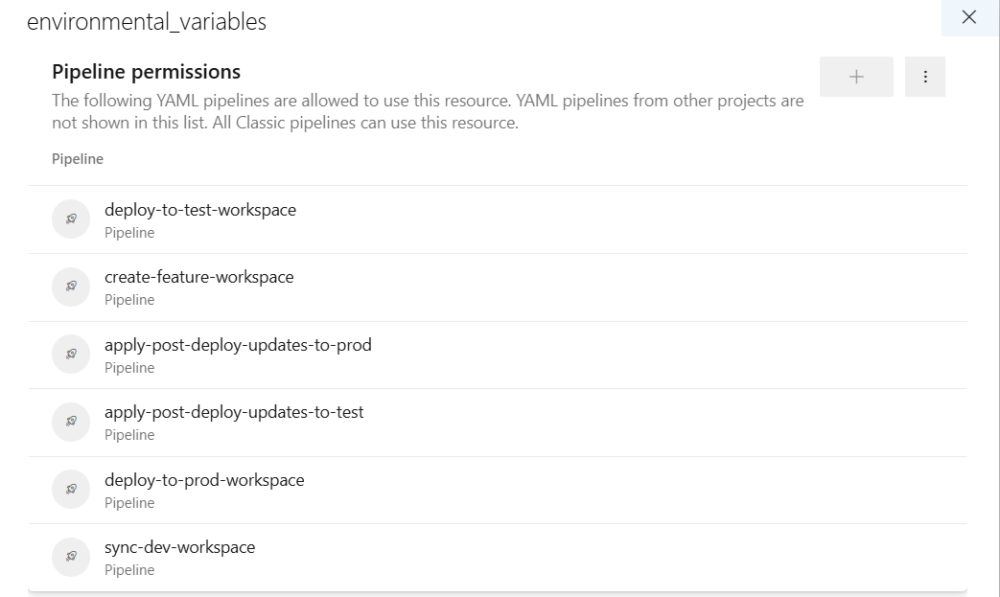 environmental_variables
Pipeline permissions
The following YAML pipelines are allowed to use this resource. YAML pipelines from other projects are
not shown in this list. All Classic pipelines can use this resource.
Pipeline
deploy-to-test-workspace
Pipeline
create-feature-workspace
Pipeline
apply-post-deploy-updates-to-prod
Pipeline
apply-post-deploy-updates-to-test
Pipeline
deploy-to-prod-workspace
Pipeline
sync-dev-workspace
Pipeline